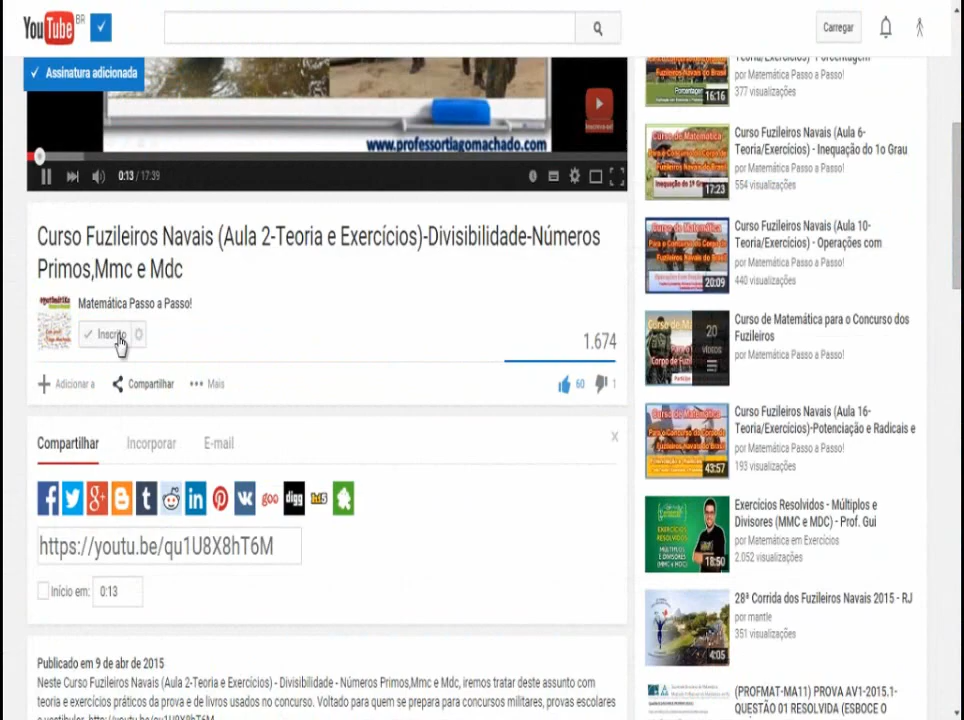 YouTube BR
Carregar
Assinatura adicionada
www.professortiagomachado.com
0:13 / 17:39
Curso Fuzileiros Navais (Aula 2-Teoria e Exercícios)-Divisibilidade-Números
Primos,Mmc e Mdc
Matemática Passo a Passo!
Inscrito
1.674
Adicionar a
Compartilhar
Mais
60
1
Compartilhar
Incorporar
E-mail
goo
digg
hi5
https://youtu.be/qu1U8X8hT6M
Início em:
0:13
Publicado em 9 de abr de 2015
Neste Curso Fuzileiros Navais (Aula 2-Teoria e Exercícios) - Divisibilidade - Números Primos,Mmc e Mdc, iremos tratar deste assunto com
teoria e exercícios práticos da prova e de livros usados no concurso. Voltado para quem se prepara para concursos militares, provas escolares
Teoria/Exercícios)- Porcentagem
por Matemática Passo a Passo!
377 visualizações
16:16
Curso Fuzileiros Navais (Aula 6-
Teoria/Exercícios) - Inequação do 1o Grau
por Matemática Passo a Passo!
554 visualizações
17:23
Curso Fuzileiros Navais (Aula 10-
Teoria/Exercícios) - Operações com
por Matemática Passo a Passo!
440 visualizações
20:09
Curso de Matemática para o Concurso dos
Fuzileiros
por Matemática Passo a Passo!
20
VÍDEOS
Curso Fuzileiros Navais (Aula 16-
Teoria/Exercícios)-Potenciação e Radicais e
por Matemática Passo a Passo!
193 visualizações
43:57
Exercícios Resolvidos - Múltiplos e
Divisores (MMC e MDC) - Prof. Gui
por Matemática em Exercícios
2.052 visualizações
18:50
28ª Corrida dos Fuzileiros Navais 2015 - RJ
por mantle
351 visualizações
4:05
(PROFMAT-MA11) PROVA AV1-2015.1-
QUESTÃO 01 RESOLVIDA (ESBOCE O